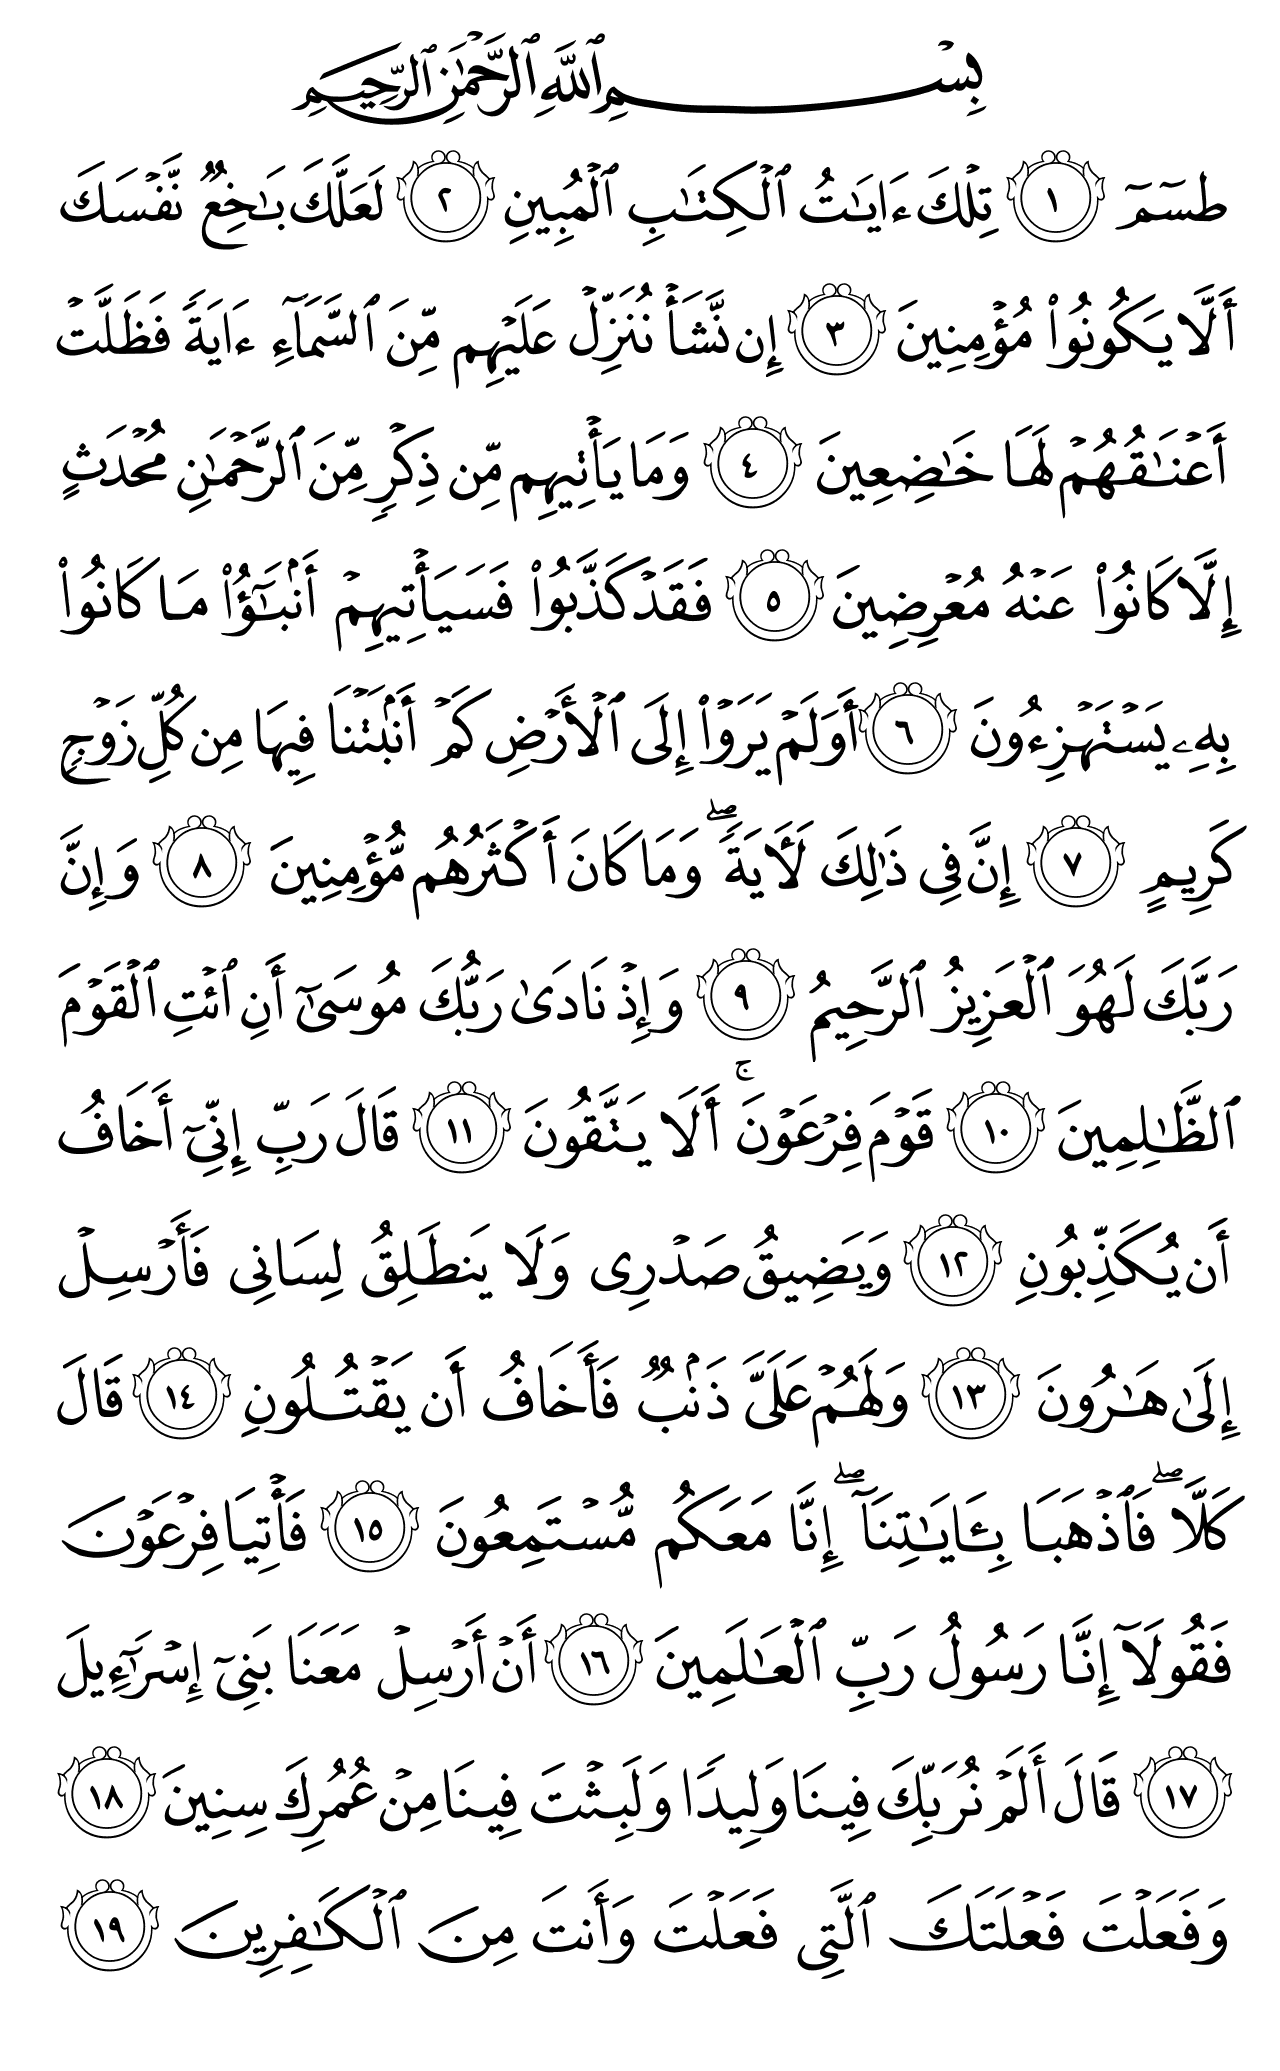 بِسْمِ ٱللَّهِ ٱلرَّحْمَٰنِ ٱلرَّحِيمِ
طسٓمٓ ١ تِلْكَ ءَايَٰتُ ٱلْكِتَٰبِ ٱلْمُبِينِ ٢ لَعَلَّكَ بَٰخِعٌ نَّفْسَكَ
أَلَّا يَكُونُوا۟ مُؤْمِنِينَ ٣ إِن نَّشَأْ نُنَزِّلْ عَلَيْهِم مِّنَ ٱلسَّمَآءِ ءَايَةً فَظَلَّتْ
أَعْنَٰقُهُمْ لَهَا خَٰضِعِينَ ٤ وَمَا يَأْتِيهِم مِّن ذِكْرٍ مِّنَ ٱلرَّحْمَٰنِ مُحْدَثٍ
إِلَّا كَانُوا۟ عَنْهُ مُعْرِضِينَ ٥ فَقَدْ كَذَّبُوا۟ فَسَيَأْتِيهِمْ أَنۢبَٰٓؤُا۟ مَا كَانُوا۟
بِهِۦ يَسْتَهْزِءُونَ ٦ أَوَلَمْ يَرَوْا۟ إِلَى ٱلْأَرْضِ كَمْ أَنۢبَتْنَا فِيهَا مِن كُلِّ زَوْجٍ
كَرِيمٍ ٧ إِنَّ فِى ذَٰلِكَ لَـَٔايَةً ۖ وَمَا كَانَ أَكْثَرُهُم مُّؤْمِنِينَ ٨ وَإِنَّ
رَبَّكَ لَهُوَ ٱلْعَزِيزُ ٱلرَّحِيمُ ٩ وَإِذْ نَادَىٰ رَبُّكَ مُوسَىٰٓ أَنِ ٱئْتِ ٱلْقَوْمَ
ٱلظَّٰلِمِينَ ١٠ قَوْمَ فِرْعَوْنَ ۚ أَلَا يَتَّقُونَ ١١ قَالَ رَبِّ إِنِّىٓ أَخَافُ
أَن يُكَذِّبُونِ ١٢ وَيَضِيقُ صَدْرِى وَلَا يَنطَلِقُ لِسَانِى فَأَرْسِلْ
إِلَىٰ هَٰرُونَ ١٣ وَلَهُمْ عَلَىَّ ذَنۢبٌ فَأَخَافُ أَن يَقْتُلُونِ ١٤ قَالَ
كَلَّا ۖ فَٱذْهَبَا بِـَٔايَٰتِنَآ ۖ إِنَّا مَعَكُم مُّسْتَمِعُونَ ١٥ فَأْتِيَا فِرْعَوْنَ
فَقُولَآ إِنَّا رَسُولُ رَبِّ ٱلْعَٰلَمِينَ ١٦ أَنْ أَرْسِلْ مَعَنَا بَنِىٓ إِسْرَٰٓءِيلَ
١٧ قَالَ أَلَمْ نُرَبِّكَ فِينَا وَلِيدًا وَلَبِثْتَ فِينَا مِنْ عُمُرِكَ سِنِينَ ١٨
وَفَعَلْتَ فَعْلَتَكَ ٱلَّتِى فَعَلْتَ وَأَنتَ مِنَ ٱلْكَٰفِرِينَ ١٩